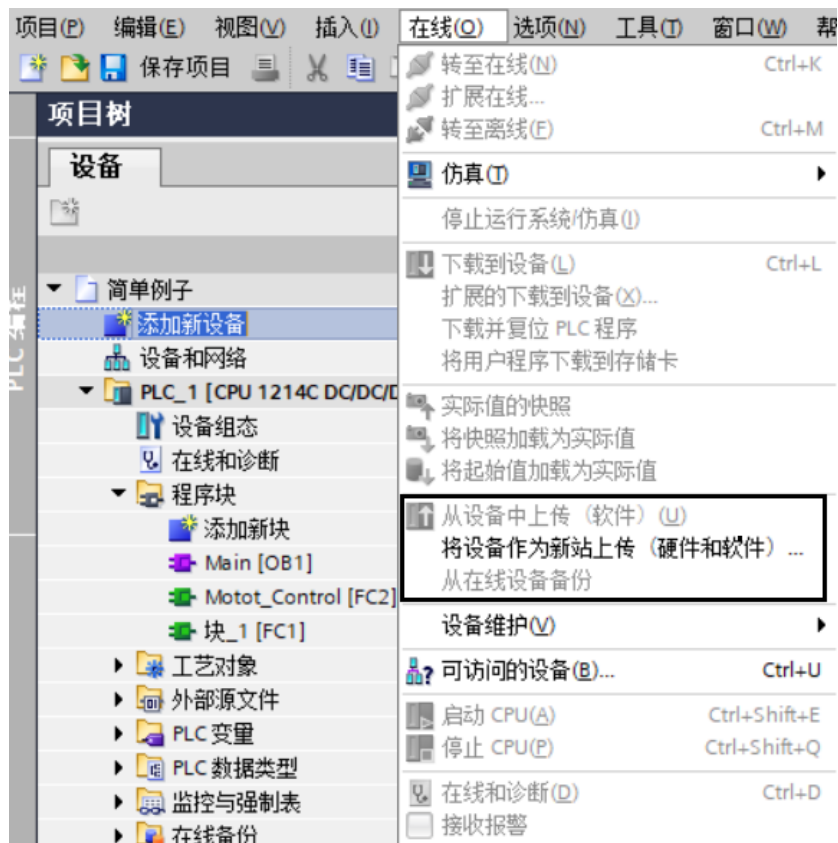 项目(P) 编辑(E) 视图(V) 插入(I) 在线(O) 选项(N) 工具(T) 窗口(W) 帮
保存项目
项目树
设备
PLC 编程
简单例子
添加新设备
设备和网络
PLC_1 [CPU 1214C DC/DC/D
设备组态
在线和诊断
程序块
添加新块
Main [OB1]
Motot_Control [FC2]
块_1 [FC1]
工艺对象
外部源文件
PLC 变量
PLC 数据类型
监控与强制表
在线备份
转至在线(N) Ctrl+K
扩展在线...
转至离线(F) Ctrl+M
仿真(T)
停止运行系统/仿真(I)
下载到设备(L) Ctrl+L
扩展的下载到设备(X)...
下载并复位 PLC 程序
将用户程序下载到存储卡
实际值的快照
将快照加载为实际值
将起始值加载为实际值
从设备中上传（软件）(U)
将设备作为新站上传（硬件和软件）...
从在线设备备份
设备维护(V)
可访问的设备(B)... Ctrl+U
启动 CPU(A) Ctrl+Shift+E
停止 CPU(P) Ctrl+Shift+Q
在线和诊断(D) Ctrl+D
接收报警